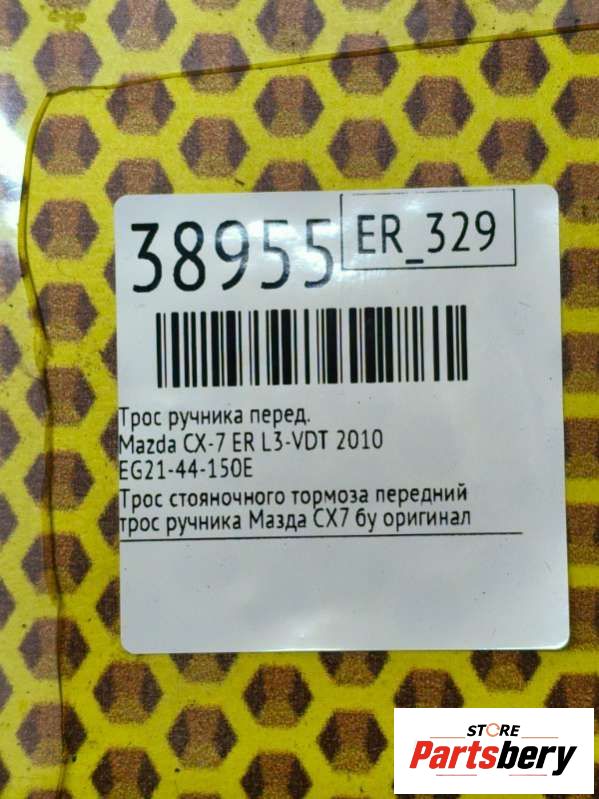 38955
ER_329
Трос ручника перед.
Mazda CX-7 ER L3-VDT 2010
EG21-44-150E
Трос стояночного тормоза передний
трос ручника Мазда СХ7 бу оригинал
STORE
Partsbery